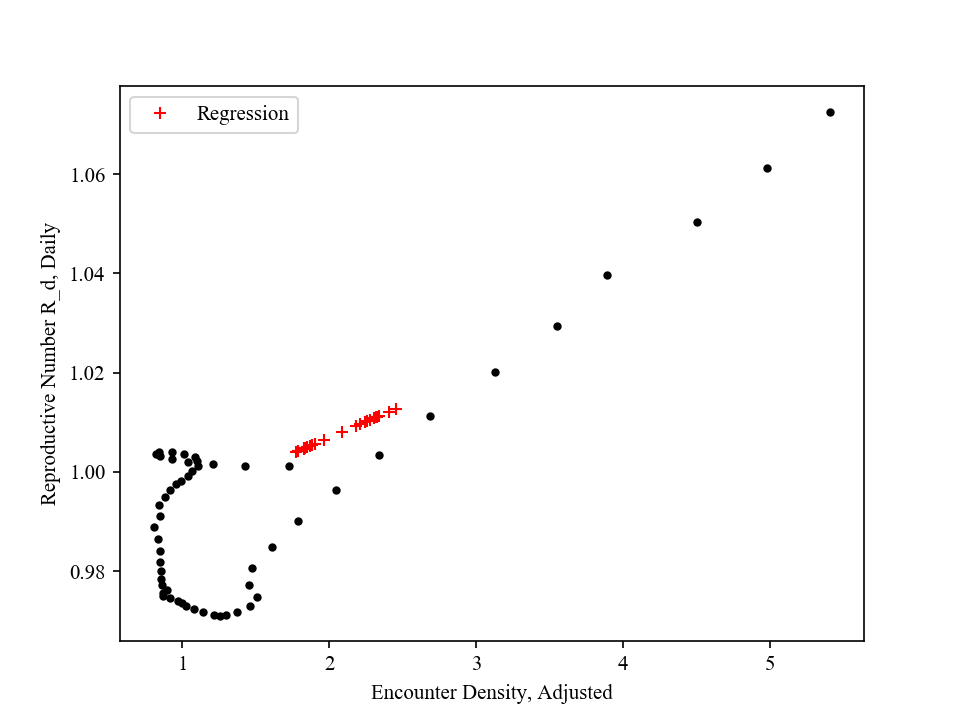 Regression
1.06
1.04
1.02
1.00
0.98
Reproductive Number R_d, Daily
1 2 3 4 5
Encounter Density, Adjusted